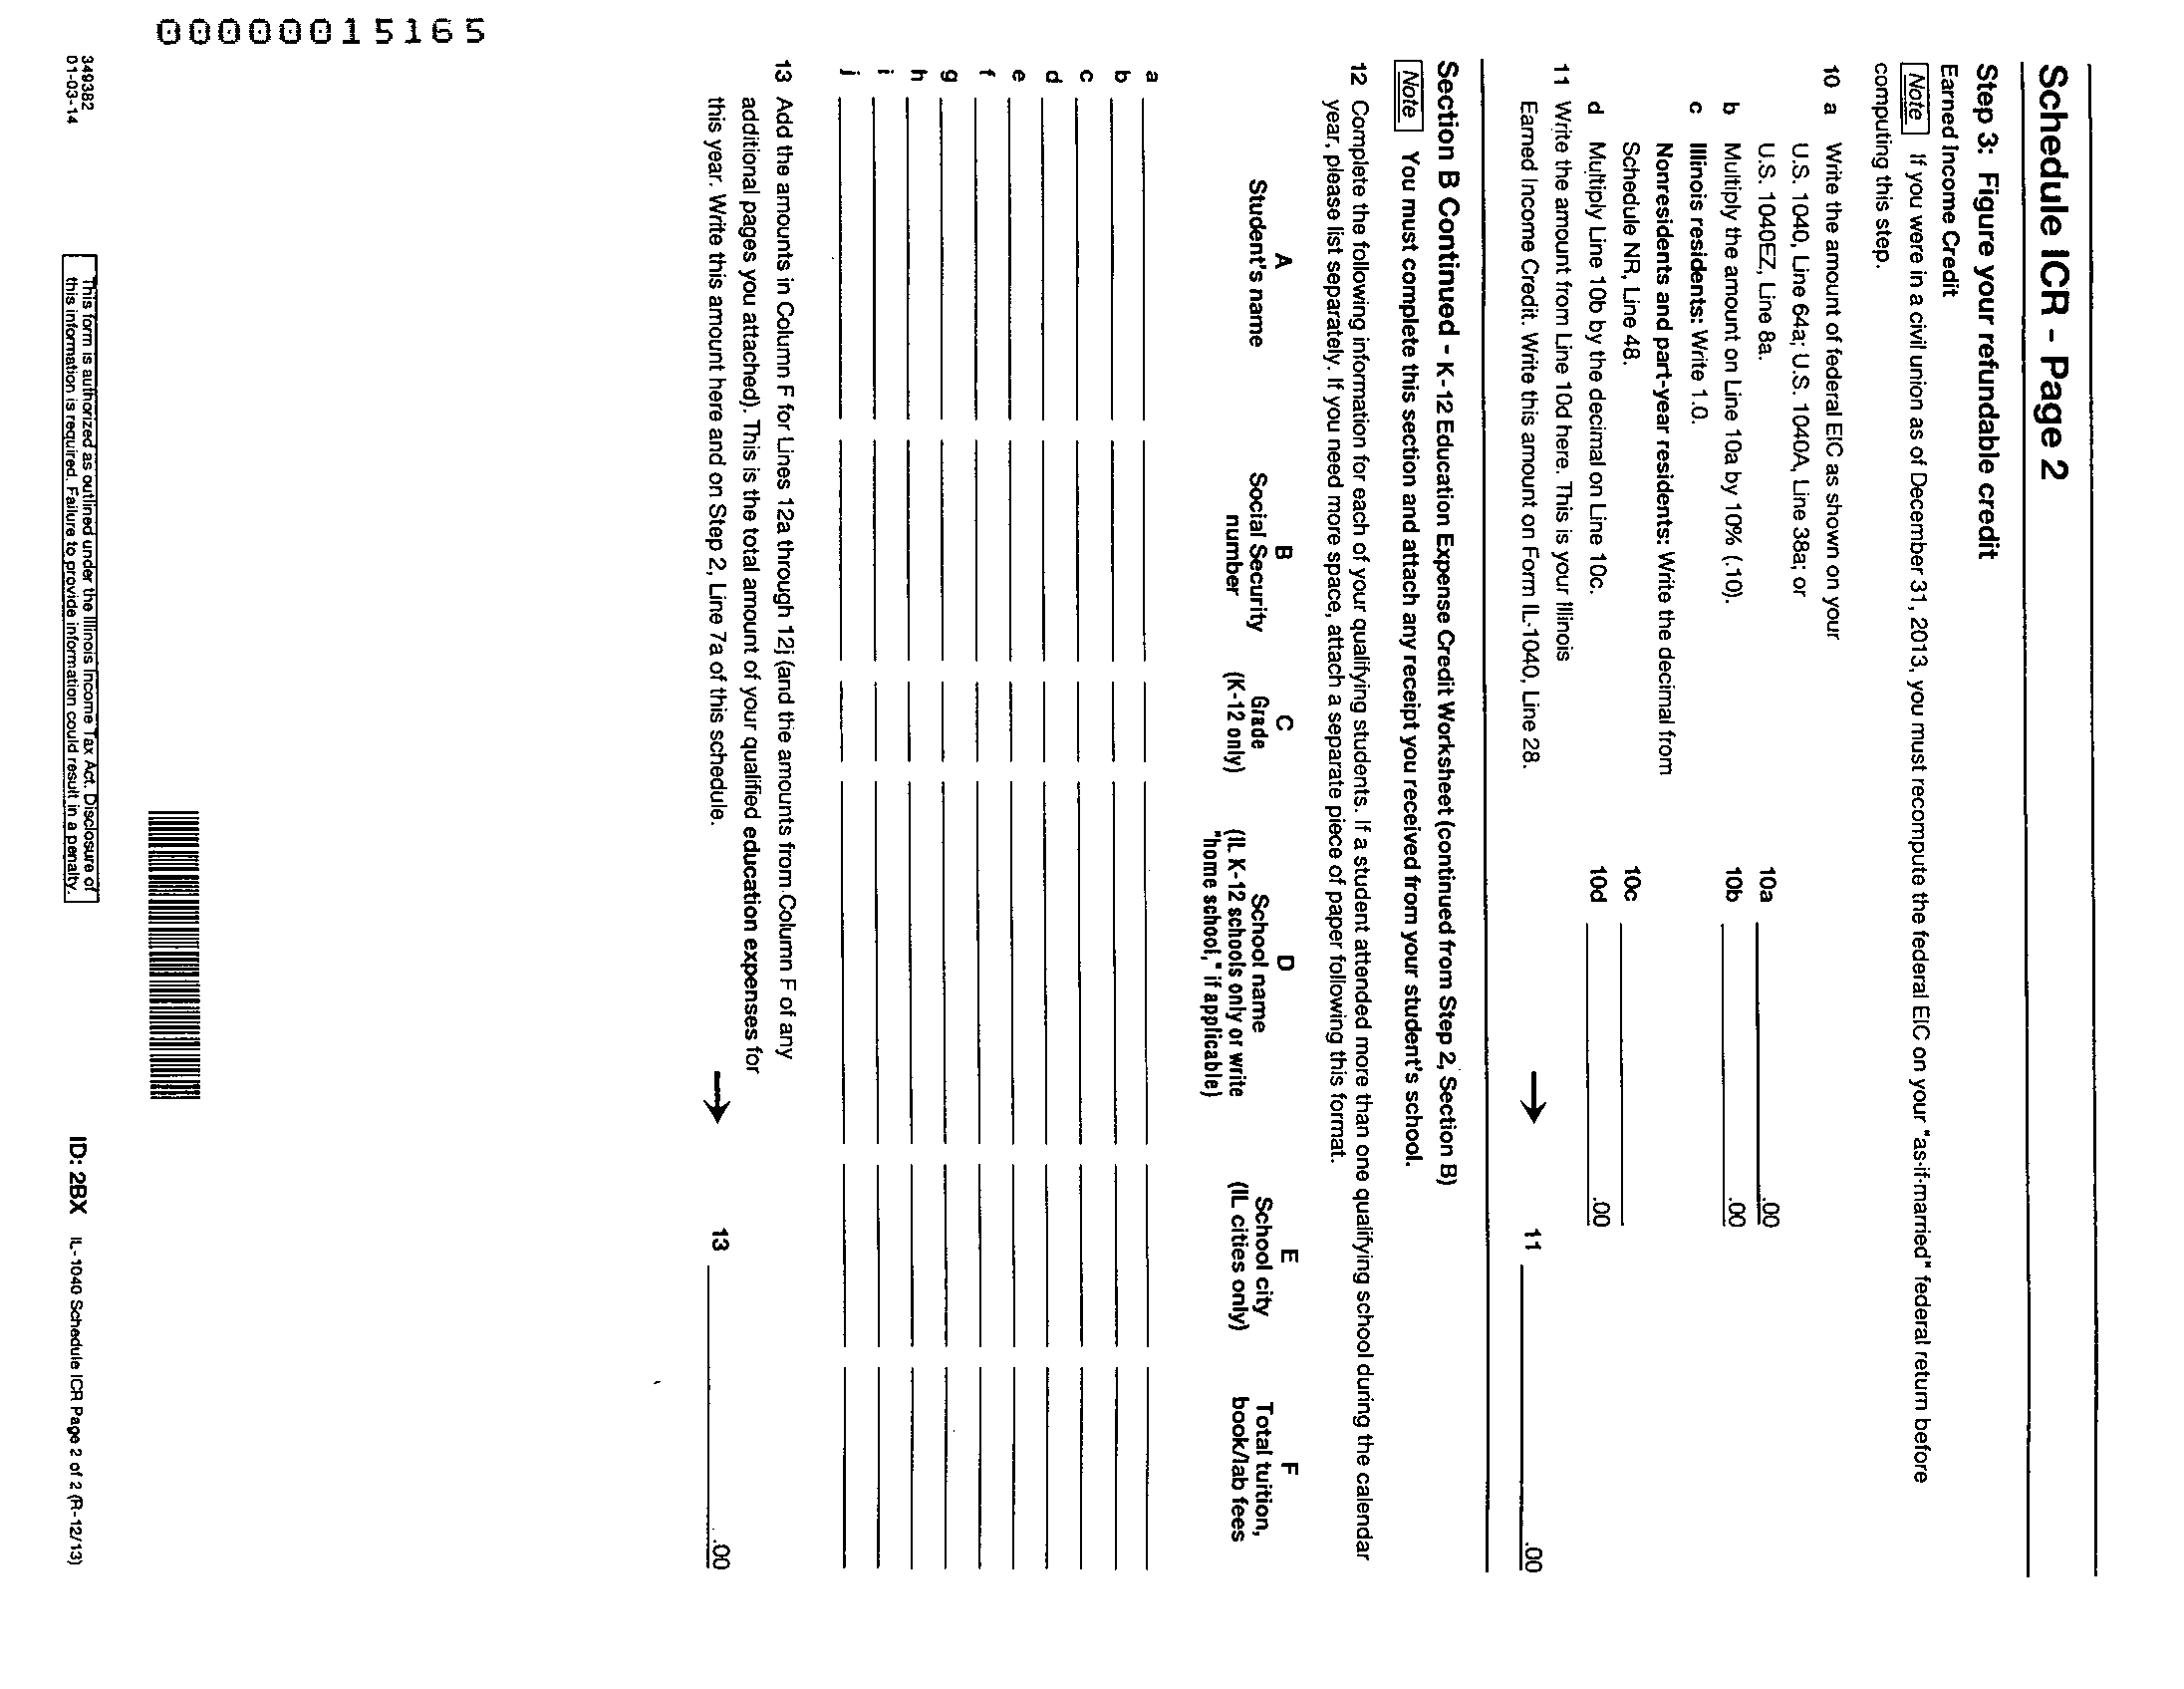 Schedule ICR - Page 2
Step 3: Figure your refundable credit
Earned Income Credit
Note If you were in a civil union as of December 31, 2013, you must recompute the federal EIC on your "as-if-married" federal return before
computing this step.
10 a Write the amount of federal EIC as shown on your
U.S. 1040, Line 64a; U.S. 1040A, Line 38a; or
U.S. 1040EZ, Line 8a. 10a .00
b Multiply the amount on Line 10a by 10% (.10). 10b .00
c Illinois residents: Write 1.0.
Nonresidents and part-year residents: Write the decimal from
Schedule NR, Line 48. 10c
d Multiply Line 10b by the decimal on Line 10c. 10d .00
11 Write the amount from Line 10d here. This is your Illinois
Earned Income Credit. Write this amount on Form IL-1040, Line 28. 11 .00
Section B Continued - K-12 Education Expense Credit Worksheet (continued from Step 2, Section B)
Note You must complete this section and attach any receipt you received from your student's school.
12 Complete the following information for each of your qualifying students. If a student attended more than one qualifying school during the calendar
year, please list separately. If you need more space, attach a separate piece of paper following this format.
A B C D E F
Student's name Social Security Grade School name School city Total tuition,
number (K-12 only) (IL K-12 schools only or write (IL cities only) book/lab fees
"home school," if applicable)
a
b
c
d
e
f
g
h
i
j
13 Add the amounts in Column F for Lines 12a through 12j (and the amounts from Column F of any
additional pages you attached). This is the total amount of your qualified education expenses for
this year. Write this amount here and on Step 2, Line 7a of this schedule. 13 .00
This form is authorized as outlined under the Illinois Income Tax Act. Disclosure of
this information is required. Failure to provide information could result in a penalty.
349382
01-03-14
ID: 2BX IL-1040 Schedule ICR Page 2 of 2 (R-12/13)
00000015165